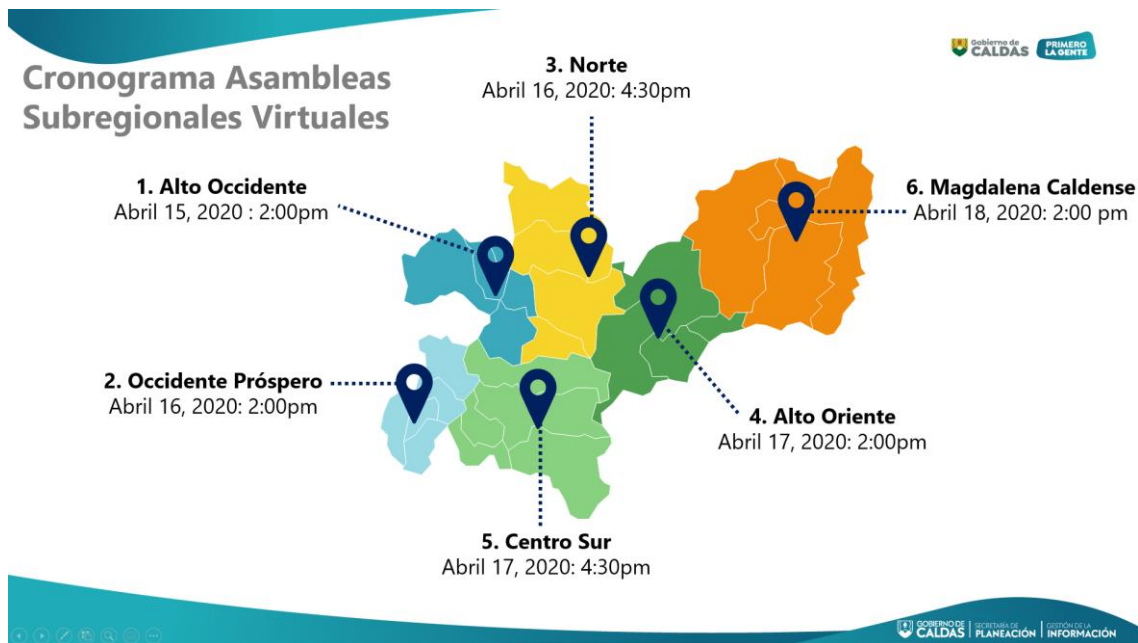 Cronograma Asambleas
Subregionales Virtuales
Gobierno de
CALDAS
PRIMERO
LA GENTE
3. Norte
Abril 16, 2020: 4:30pm
1. Alto Occidente
Abril 15, 2020 : 2:00pm
6. Magdalena Caldense
Abril 18, 2020: 2:00 pm
2. Occidente Próspero
Abril 16, 2020: 2:00pm
4. Alto Oriente
Abril 17, 2020: 2:00pm
5. Centro Sur
Abril 17, 2020: 4:30pm
GOBIERNO DE
CALDAS
SECRETARÍA DE
PLANEACIÓN
GESTIÓN DE LA
INFORMACIÓN